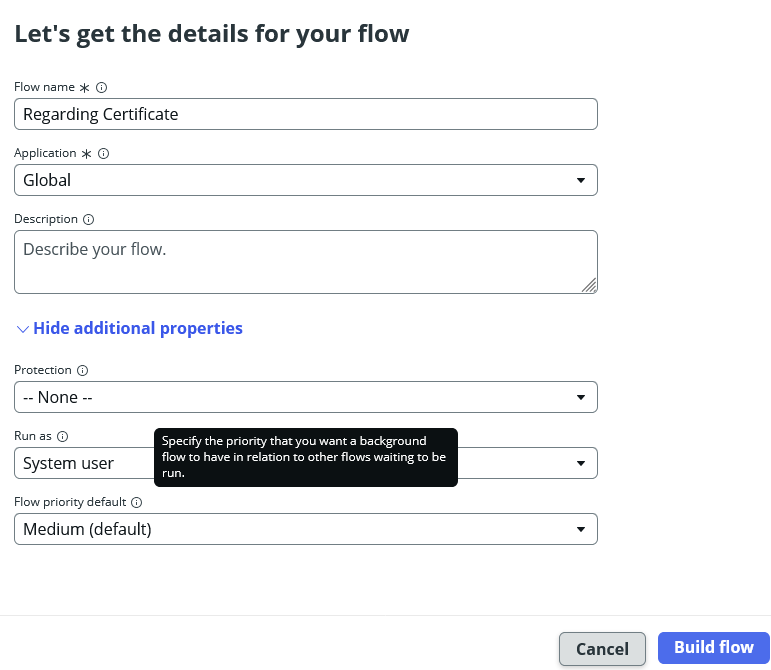 Let's get the details for your flow
Flow name *
Regarding Certificate
Application *
Global
Description
Describe your flow.
Hide additional properties
Protection
-- None --
Run as
System user
Specify the priority that you want a background
flow to have in relation to other flows waiting to be
run.
Flow priority default
Medium (default)
Cancel
Build flow